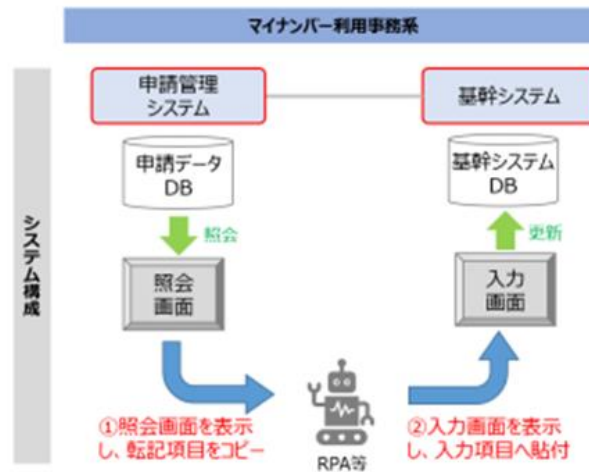 マイナンバー利用事務系
システム構成
申請管理
システム
基幹システム
申請データ
DB
基幹システム
DB
照会
更新
照会
画面
入力
画面
①照会画面を表示
し、転記項目をコピー
RPA等
②入力画面を表示
し、入力項目へ貼付